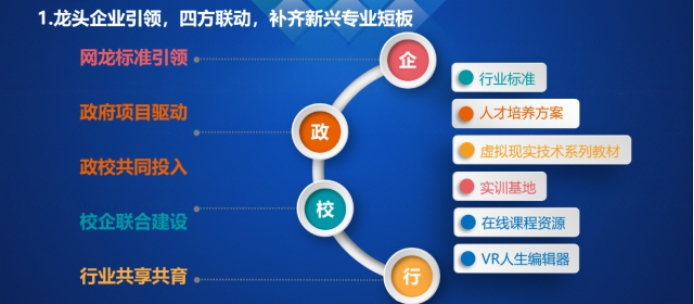 1.龙头企业引领，四方联动，补齐新兴专业短板
网龙标准引领
政府项目驱动
政校共同投入
校企联合建设
行业共享共育
企
政
校
行
行业标准
人才培养方案
虚拟现实技术系列教材
实训基地
在线课程资源
VR人生编辑器